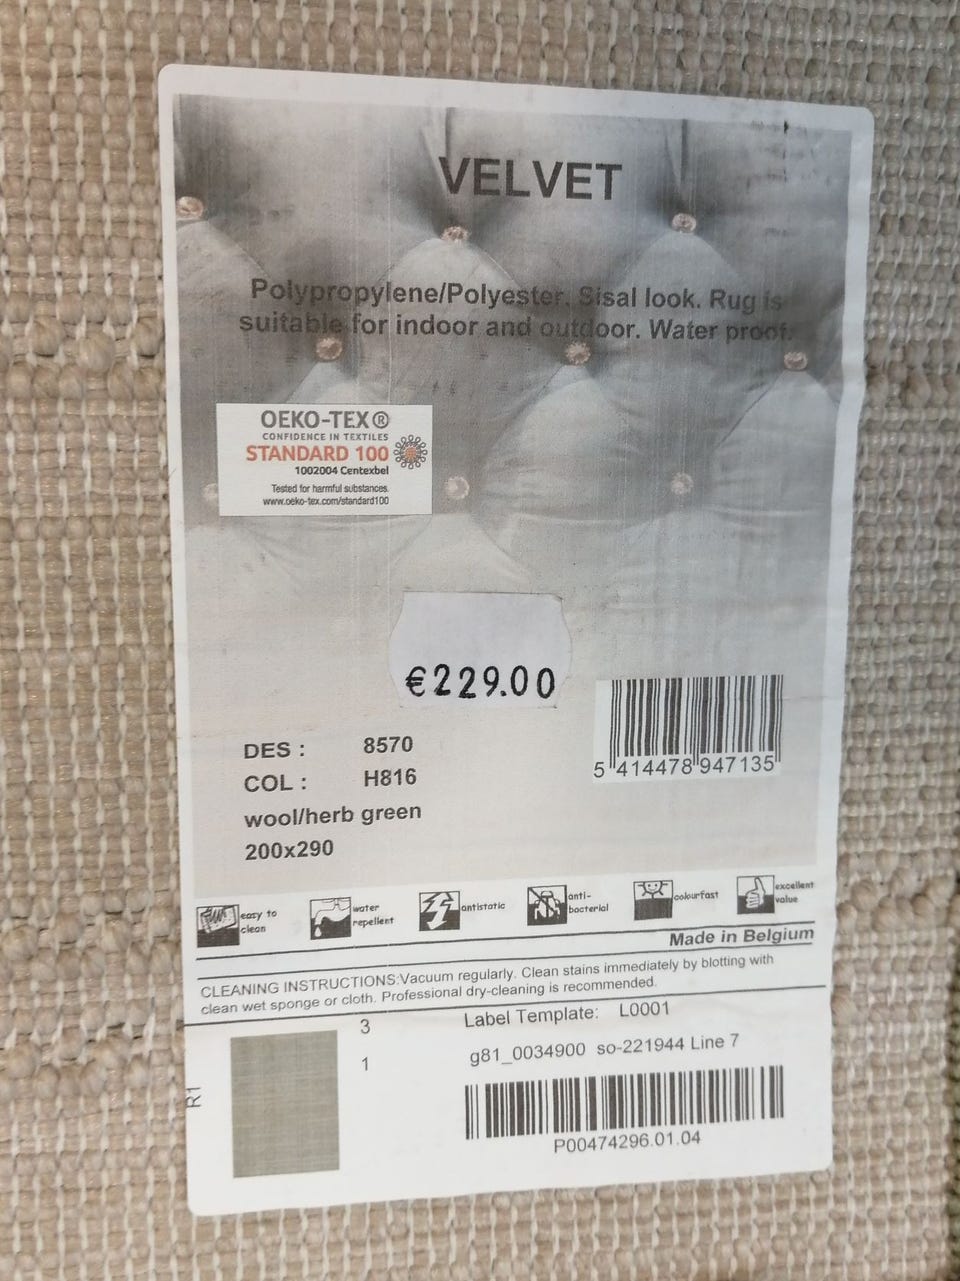 VELVET
Polypropylene/Polyester. Sisal look. Rug is
suitable for indoor and outdoor. Water proof.
OEKO-TEX®
CONFIDENCE IN TEXTILES
STANDARD 100
1002004 Centexbel
Tested for harmful substances.
www.oeko-tex.com/standard100
€229.00
DES : 8570
COL : H816
wool/herb green
200x290
5 414478 947135
easy to
clean
water
repellent
antistatic
anti-
bacterial
colourfast
excellent
value
Made in Belgium
CLEANING INSTRUCTIONS:Vacuum regularly. Clean stains immediately by blotting with
clean wet sponge or cloth. Professional dry-cleaning is recommended.
R1
3
1
Label Template: L0001
g81_0034900 so-221944 Line 7
P00474296.01.04